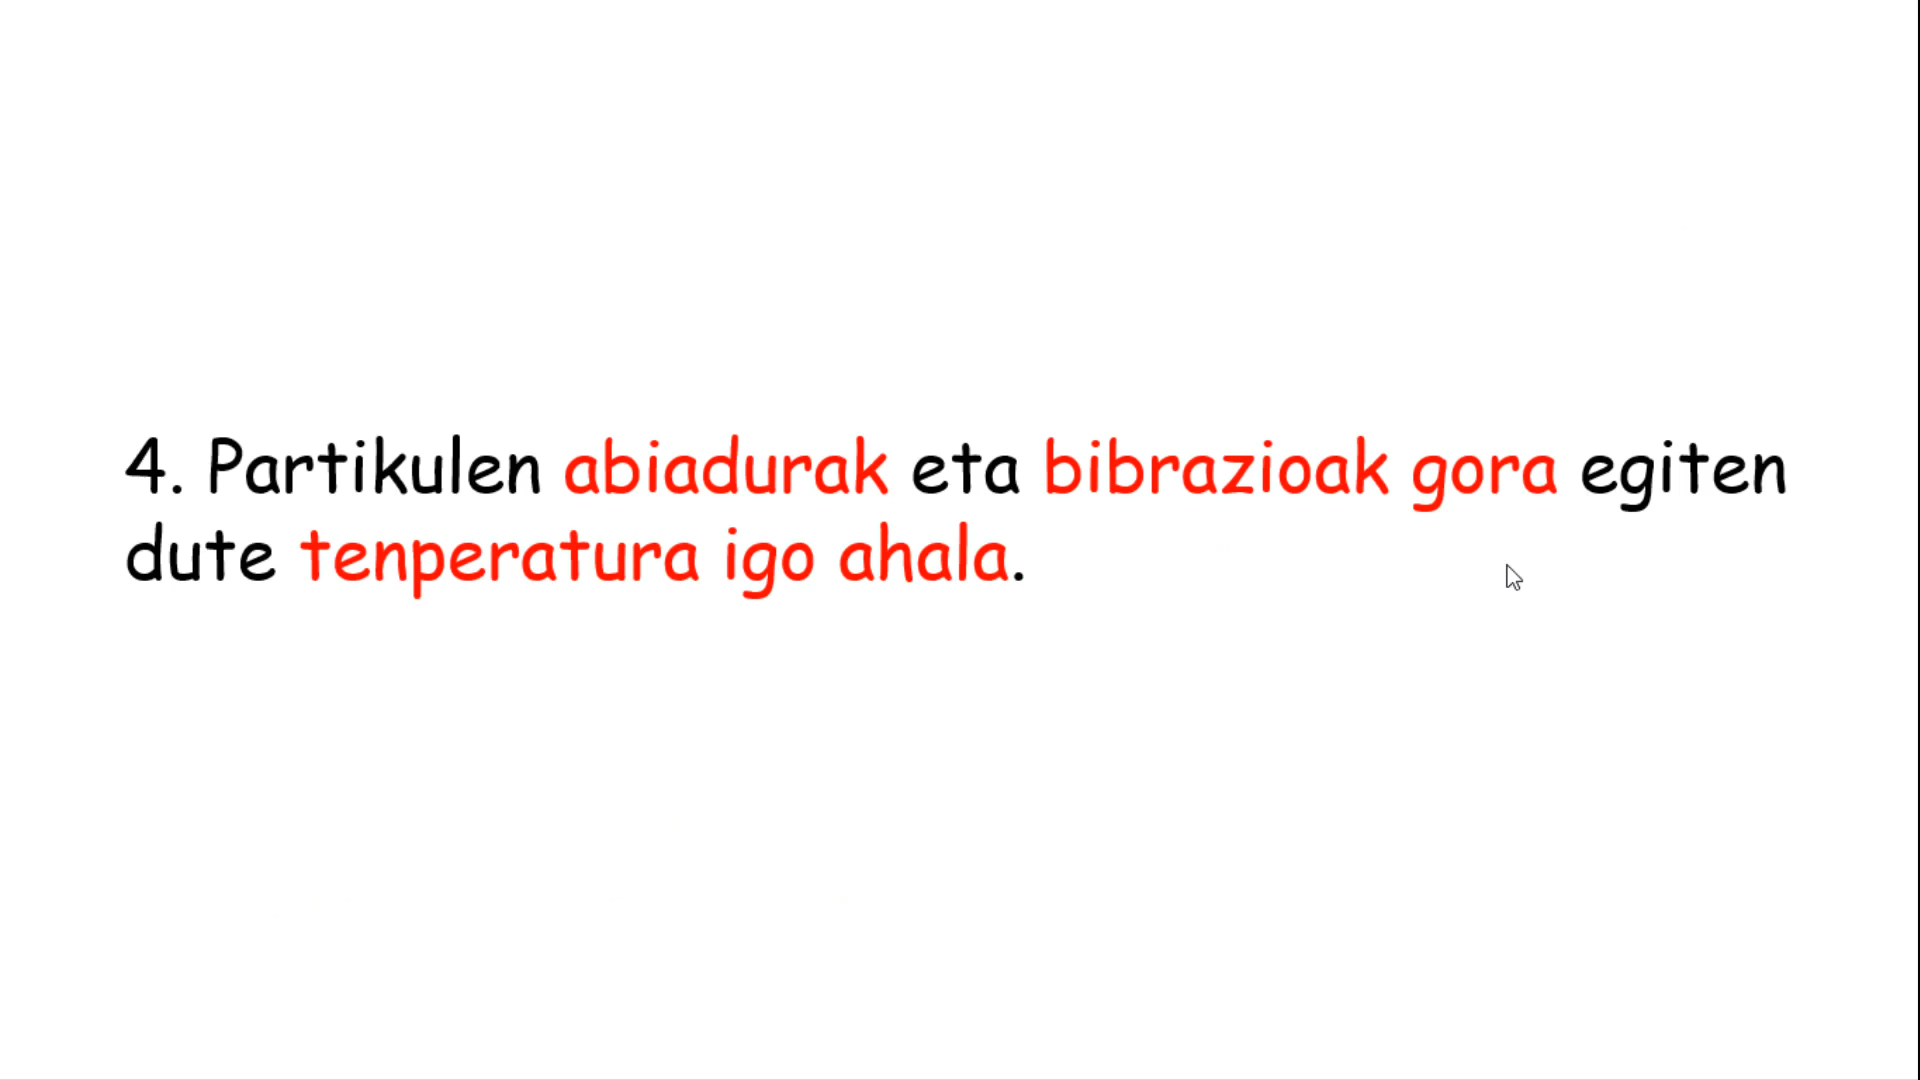 4. Partikulen abiadurak eta bibrazioak gora egiten
dute tenperatura igo ahala.